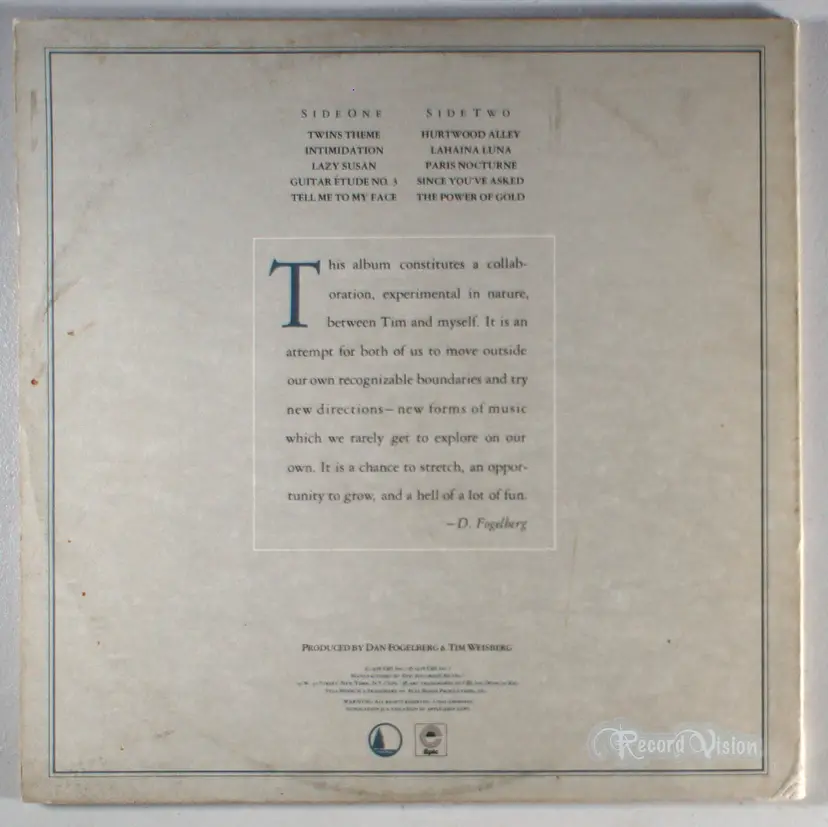 SIDE ONE
TWINS THEME
INTIMIDATION
LAZY SUSAN
GUITAR ÉTUDE NO. 3
TELL ME TO MY FACE
SIDE TWO
HURTWOOD ALLEY
LAHAINA LUNA
PARIS NOCTURNE
SINCE YOU'VE ASKED
THE POWER OF GOLD
This album constitutes a collab-
oration, experimental in nature,
between Tim and myself. It is an
attempt for both of us to move outside
our own recognizable boundaries and try
new directions—new forms of music
which we rarely get to explore on our
own. It is a chance to stretch, an oppor-
tunity to grow, and a hell of a lot of fun.
—D. Fogelberg
PRODUCED BY DAN FOGELBERG & TIM WEISBERG
Record Vision